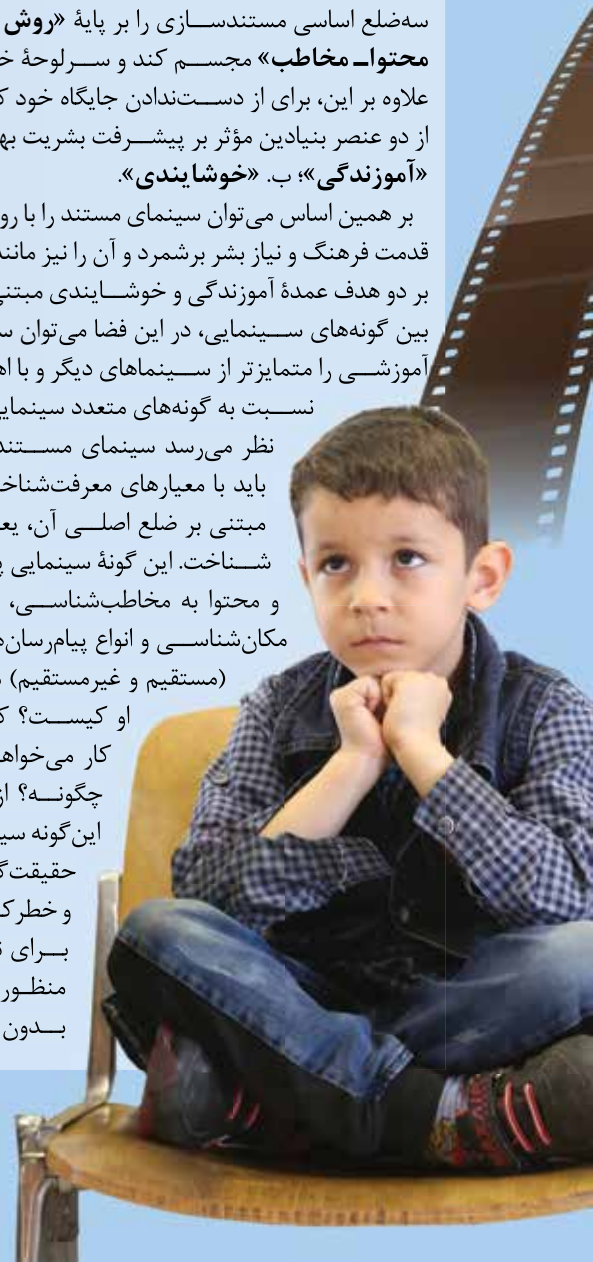 سه‌ضلع اساسی مستندسازی را بر پایهٔ «روش
محتواـ مخاطب» مجسم کند و سرلوحهٔ خ
علاوه بر این، برای از دست‌ندادن جایگاه خود ک
از دو عنصر بنیادین مؤثر بر پیشرفت بشریت به
«آموزندگی»؛ ب. «خوشایندی».
بر همین اساس می‌توان سینمای مستند را با رو
قدمت فرهنگ و نیاز بشر برشمرد و آن را نیز مانند
بر دو هدف عمدهٔ آموزندگی و خوشایندی مبتنی
بین گونه‌های سینمایی، در این فضا می‌توان س
آموزشی را متمایزتر از سینماهای دیگر و با اه
نسبت به گونه‌های متعدد سینمای
نظر می‌رسد سینمای مستند
باید با معیارهای معرفت‌شناخ
مبتنی بر ضلع اصلی آن، یع
شناخت. این گونهٔ سینمایی پ
و محتوا به مخاطب‌شناسی،
مکان‌شناسی و انواع پیام‌رسان‌ه
(مستقیم و غیرمستقیم)
او کیست؟ ک
کار می‌خواه
چگونه؟ از
این‌گونه سی
حقیقت‌گ
و خطرک
برای
منظور
بدون